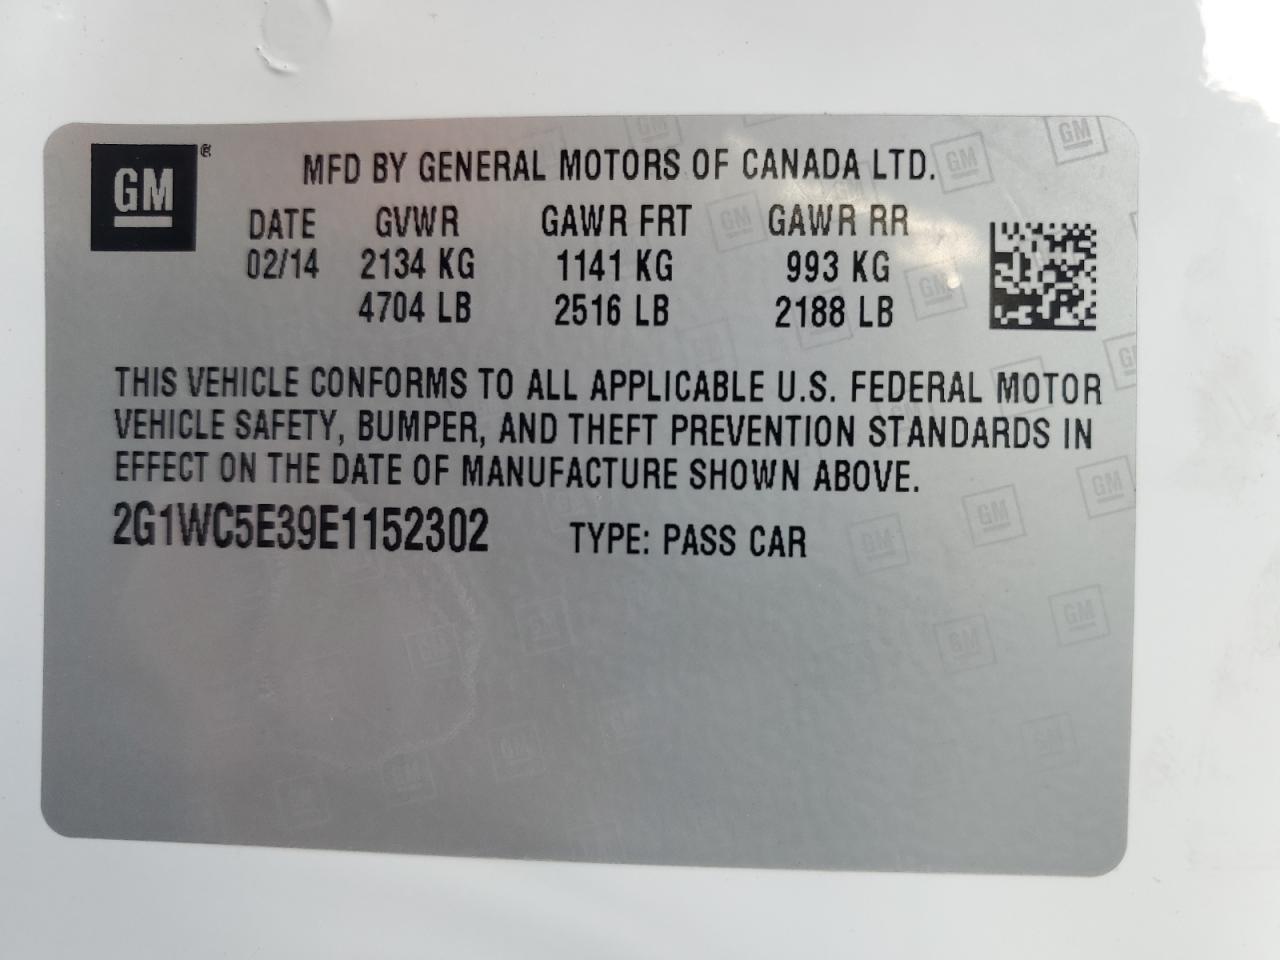 GM®
MFD BY GENERAL MOTORS OF CANADA LTD.
DATE GVWR GAWR FRT GAWR RR
02/14 2134 KG 1141 KG 993 KG
4704 LB 2516 LB 2188 LB
THIS VEHICLE CONFORMS TO ALL APPLICABLE U.S. FEDERAL MOTOR
VEHICLE SAFETY, BUMPER, AND THEFT PREVENTION STANDARDS IN
EFFECT ON THE DATE OF MANUFACTURE SHOWN ABOVE.
2G1WC5E39E1152302 TYPE: PASS CAR